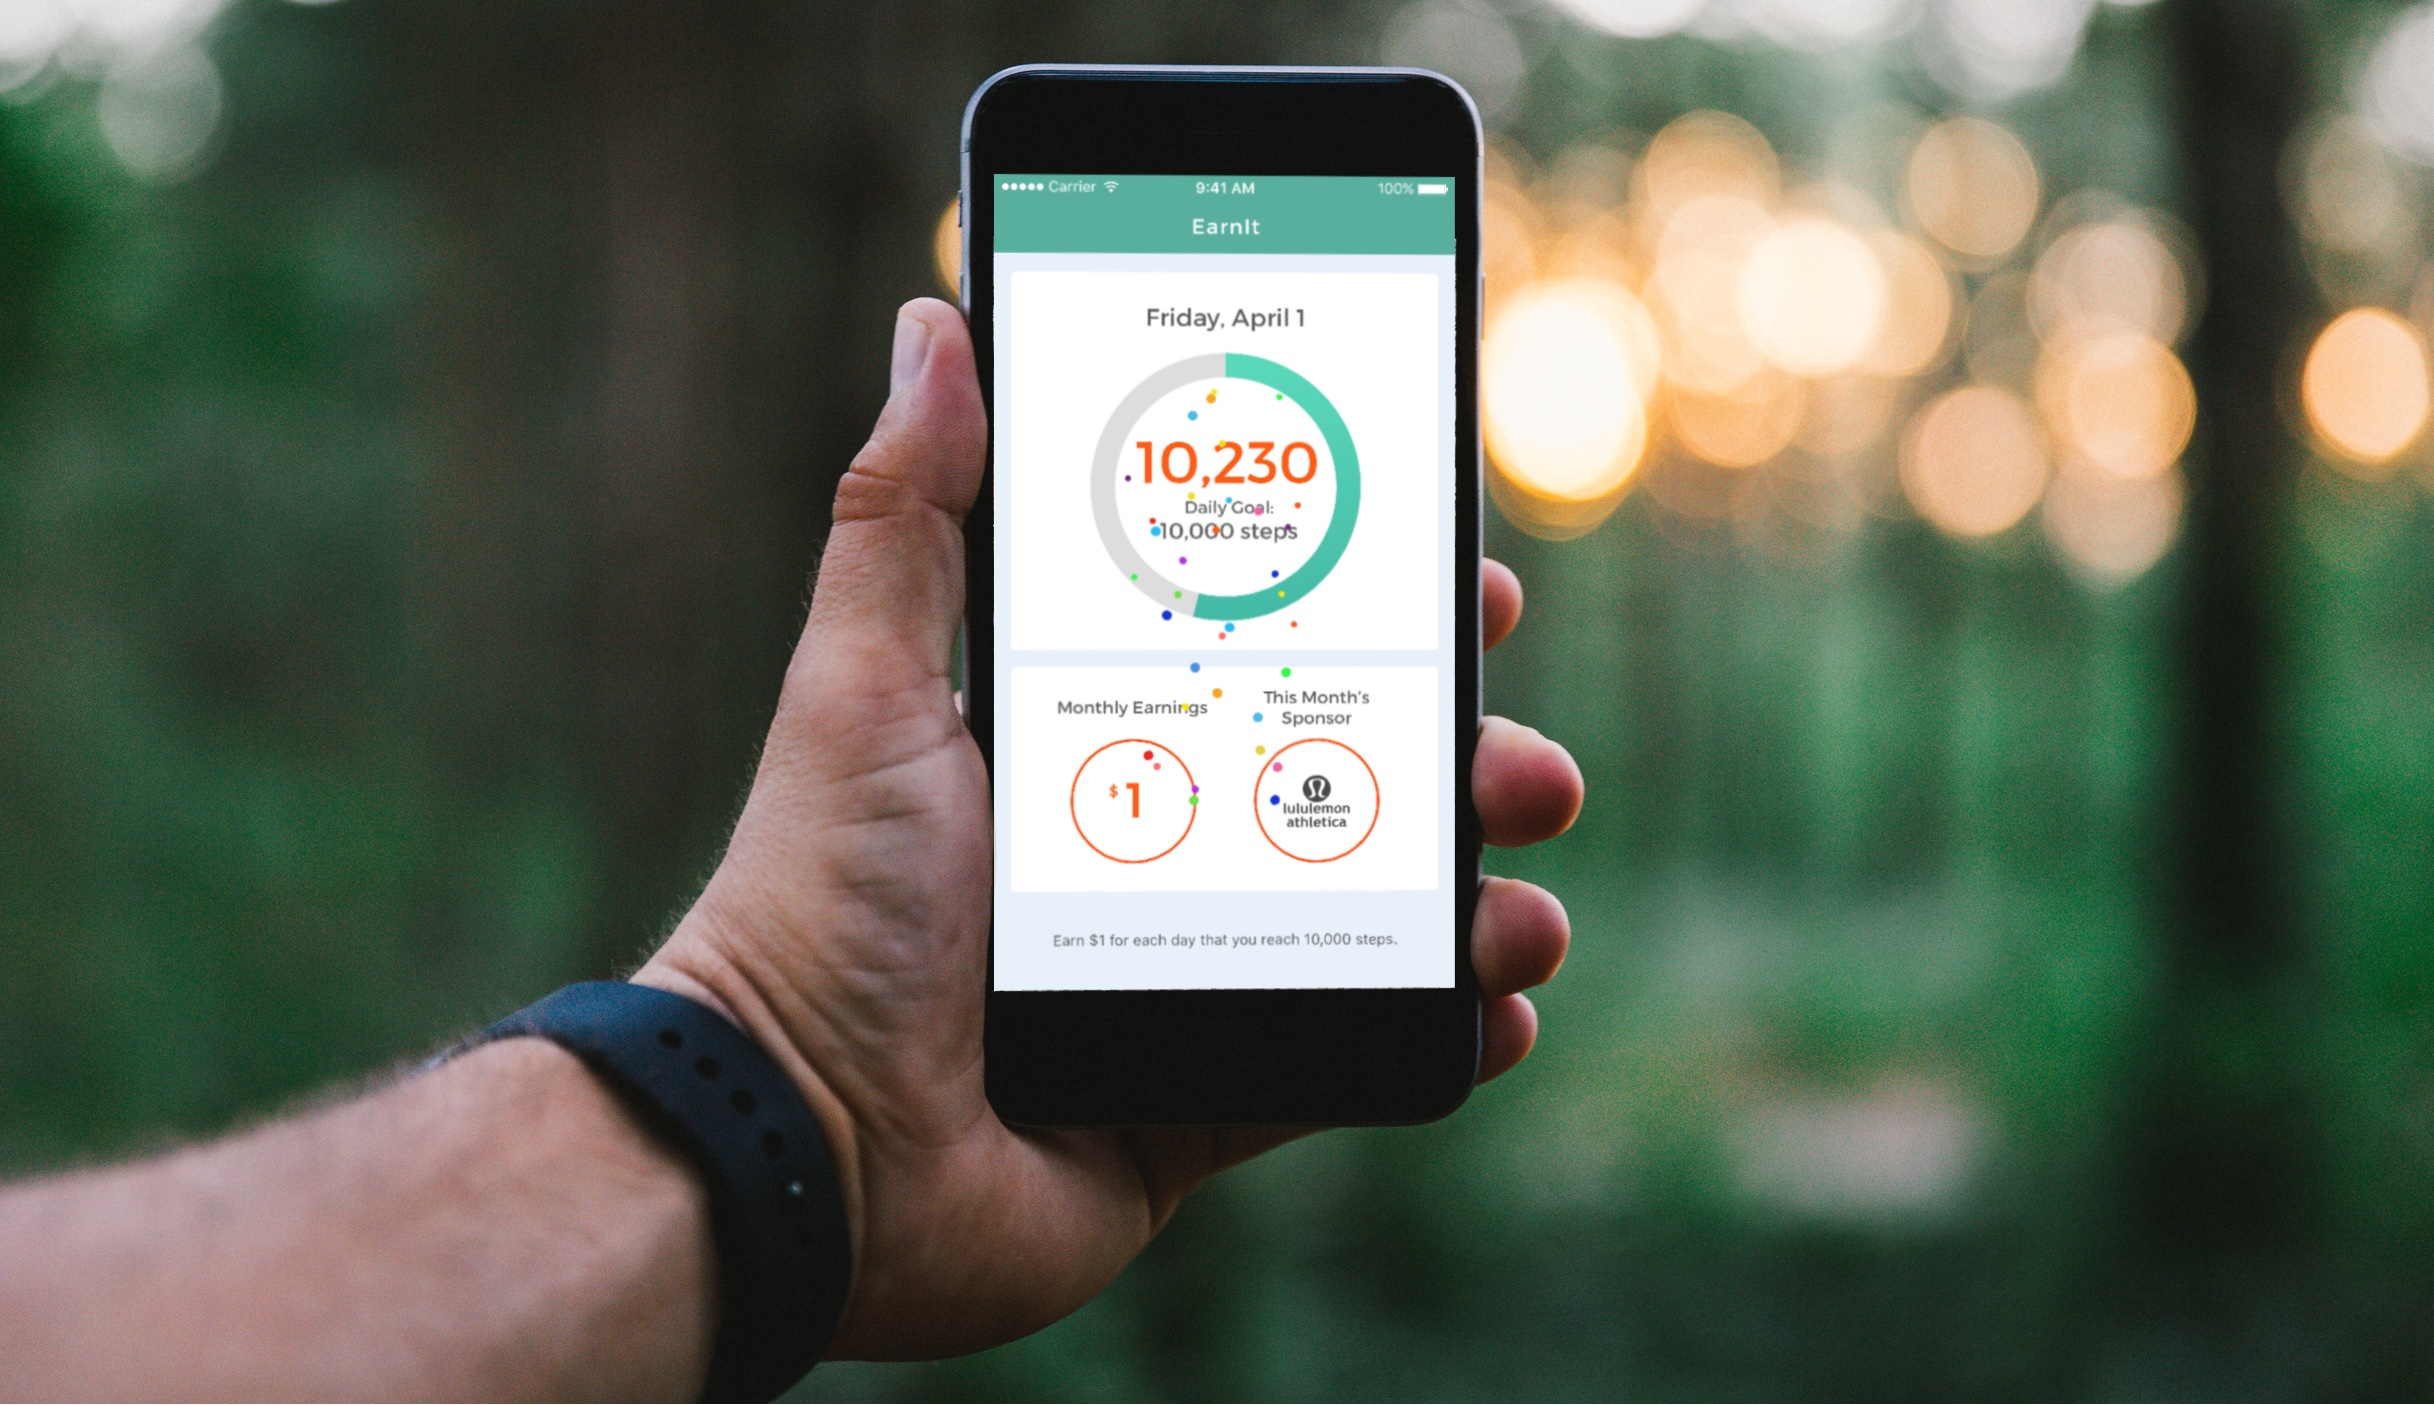 Carrier 9:41 AM 100%
EarnIt
Friday, April 1
10,230
Daily Goal:
10,000 steps
Monthly Earnings
This Month's
Sponsor
$1
lululemon
athletica
Earn $1 for each day that you reach 10,000 steps.